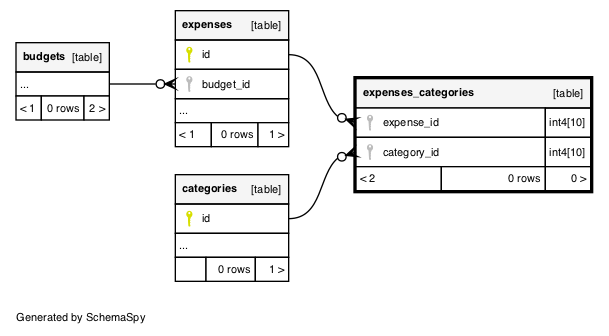 budgets [table]
...
< 1 0 rows 2 >
expenses [table]
id
budget_id
...
< 1 0 rows 1 >
categories [table]
id
...
0 rows 1 >
expenses_categories [table]
expense_id int4[10]
category_id int4[10]
< 2 0 rows 0 >
Generated by SchemaSpy